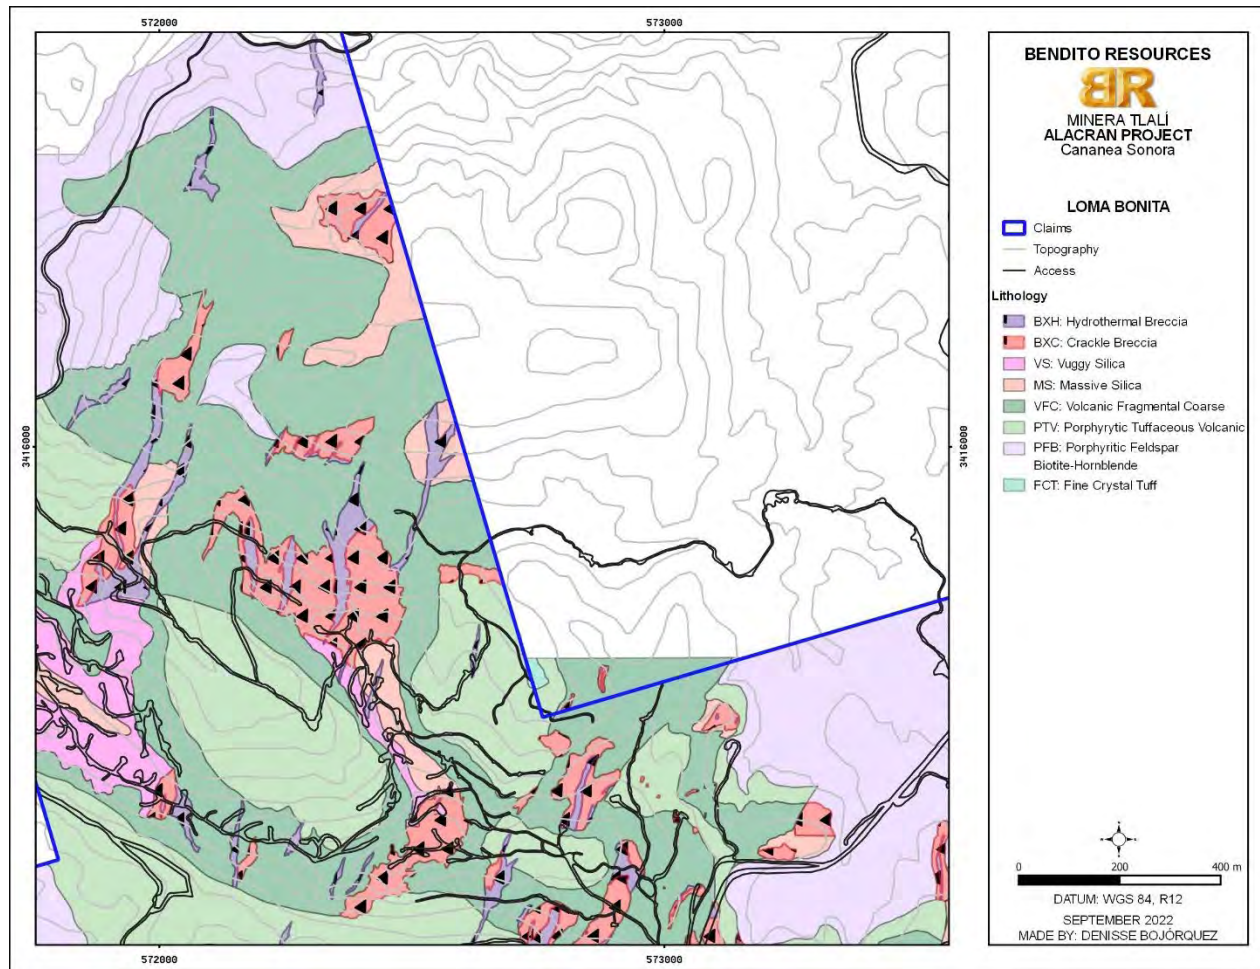 572000
573000
3416000
3416000
572000
573000
BENDITO RESOURCES
BR
MINERA TLALÍ
ALACRAN PROJECT
Cananea Sonora
LOMA BONITA
Claims
Topography
Access
Lithology
BXH: Hydrothermal Breccia
BXC: Crackle Breccia
VS: Vuggy Silica
MS: Massive Silica
VFC: Volcanic Fragmental Coarse
PTV: Porphyrytic Tuffaceous Volcanic
PFB: Porphyritic Feldspar
Biotite-Hornblende
FCT: Fine Crystal Tuff
0 200 400 m
DATUM: WGS 84, R12
SEPTEMBER 2022
MADE BY: DENISSE BOJÓRQUEZ